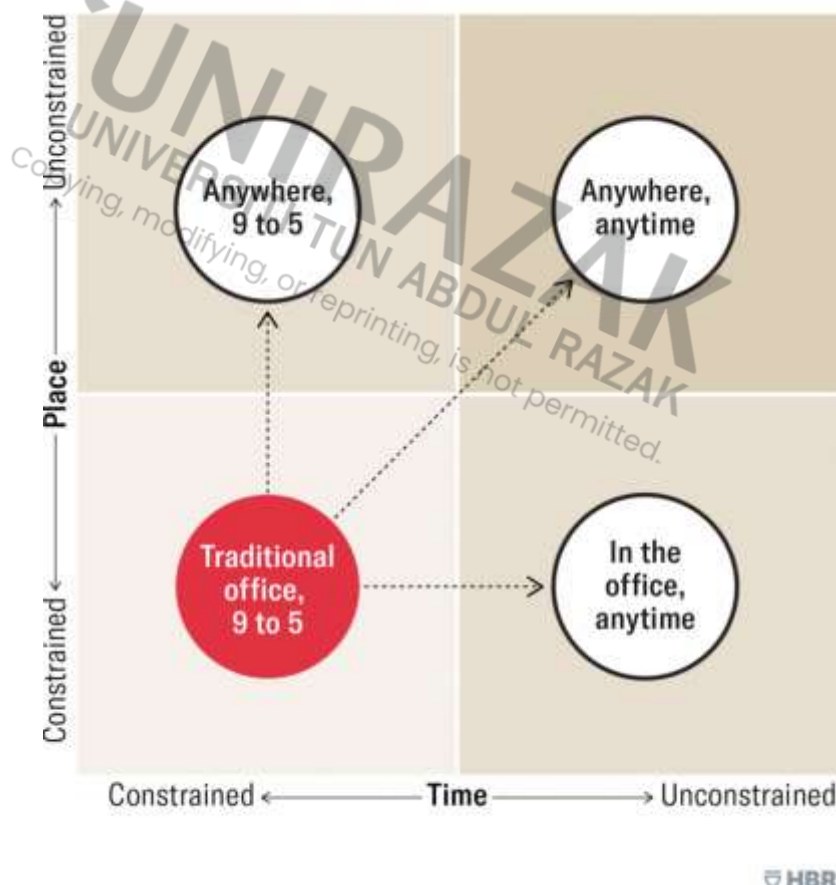 UNIRAZAK
UNIVERSITI TUN ABDUL RAZAK
Copying, modifying, or reprinting, is not permitted.
Unconstrained
Place
Constrained
Anywhere,
9 to 5
Anywhere,
anytime
Traditional
office,
9 to 5
In the
office,
anytime
Constrained
Time
Unconstrained
HBR